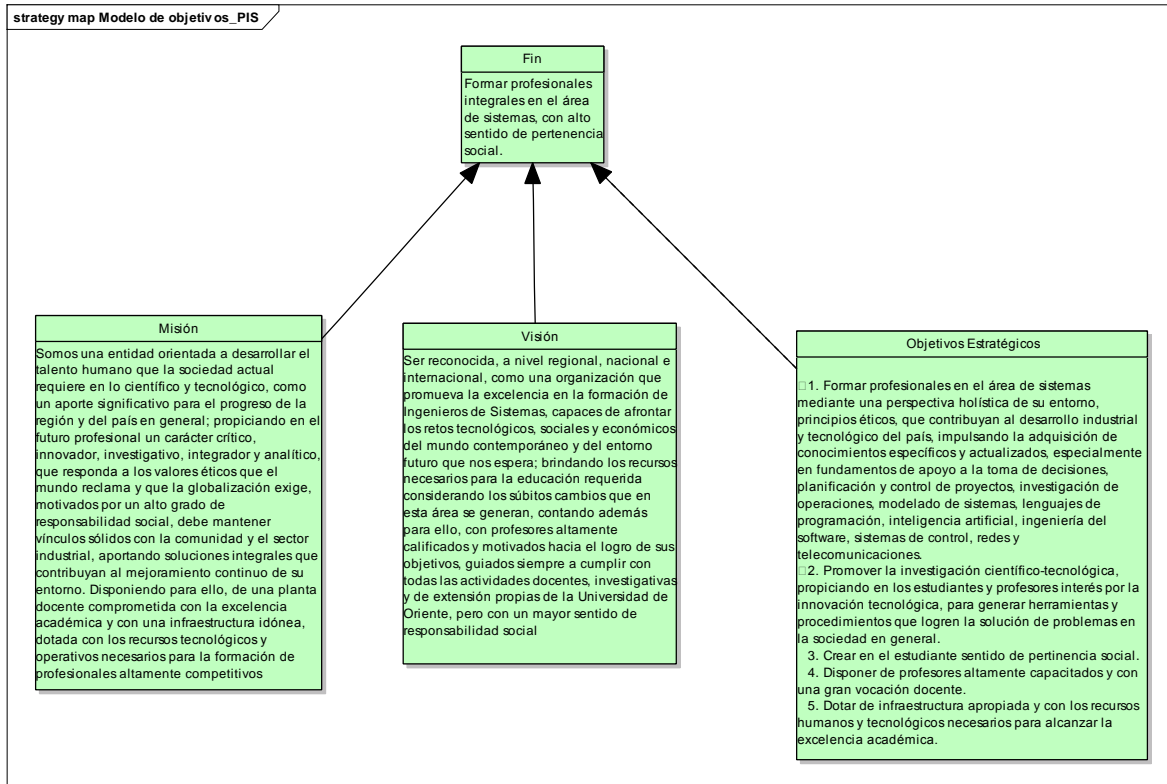 strategy map Modelo de objetivos_PIS
Fin
Formar profesionales
integrales en el área
de sistemas, con alto
sentido de pertenencia
social.
Misión
Somos una entidad orientada a desarrollar el
talento humano que la sociedad actual
requiere en lo científico y tecnológico, como
un aporte significativo para el progreso de la
región y del país en general; propiciando en el
futuro profesional un carácter crítico,
innovador, investigativo, integrador y analítico,
que responda a los valores éticos que el
mundo reclama y que la globalización exige,
motivados por un alto grado de
responsabilidad social, debe mantener
vínculos sólidos con la comunidad y el sector
industrial, aportando soluciones integrales que
contribuyan al mejoramiento continuo de su
entorno. Disponiendo para ello, de una planta
docente comprometida con la excelencia
académica y con una infraestructura idónea,
dotada con los recursos tecnológicos y
operativos necesarios para la formación de
profesionales altamente competitivos
Visión
Ser reconocida, a nivel regional, nacional e
internacional, como una organización que
promueva la excelencia en la formación de
Ingenieros de Sistemas, capaces de afrontar
los retos tecnológicos, sociales y económicos
del mundo contemporáneo y del entorno
futuro que nos espera; brindando los recursos
necesarios para la educación requerida
considerando los súbitos cambios que en
esta área se generan, contando además
para ello, con profesores altamente
calificados y motivados hacia el logro de sus
objetivos, guiados siempre a cumplir con
todas las actividades docentes, investigativas
y de extensión propias de la Universidad de
Oriente, pero con un mayor sentido de
responsabilidad social
Objetivos Estratégicos
1. Formar profesionales en el área de sistemas
mediante una perspectiva holística de su entorno,
principios éticos, que contribuyan al desarrollo industrial
y tecnológico del país, impulsando la adquisición de
conocimientos específicos y actualizados, especialmente
en fundamentos de apoyo a la toma de decisiones,
planificación y control de proyectos, investigación de
operaciones, modelado de sistemas, lenguajes de
programación, inteligencia artificial, ingeniería del
software, sistemas de control, redes y
telecomunicaciones.
2. Promover la investigación científico-tecnológica,
propiciando en los estudiantes y profesores interés por la
innovación tecnológica, para generar herramientas y
procedimientos que logren la solución de problemas en
la sociedad en general.
3. Crear en el estudiante sentido de pertinencia social.
4. Disponer de profesores altamente capacitados y con
una gran vocación docente.
5. Dotar de infraestructura apropiada y con los recursos
humanos y tecnológicos necesarios para alcanzar la
excelencia académica.